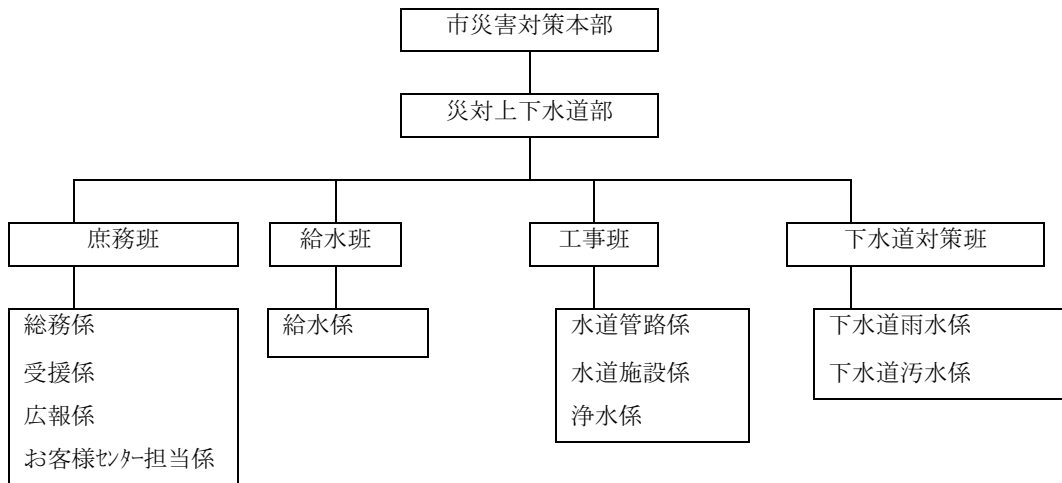 市災害対策本部
災対上下水道部
庶務班
給水班
工事班
下水道対策班
総務係
受援係
広報係
お客様ｾﾝﾀｰ担当係
給水係
水道管路係
水道施設係
浄水係
下水道雨水係
下水道汚水係